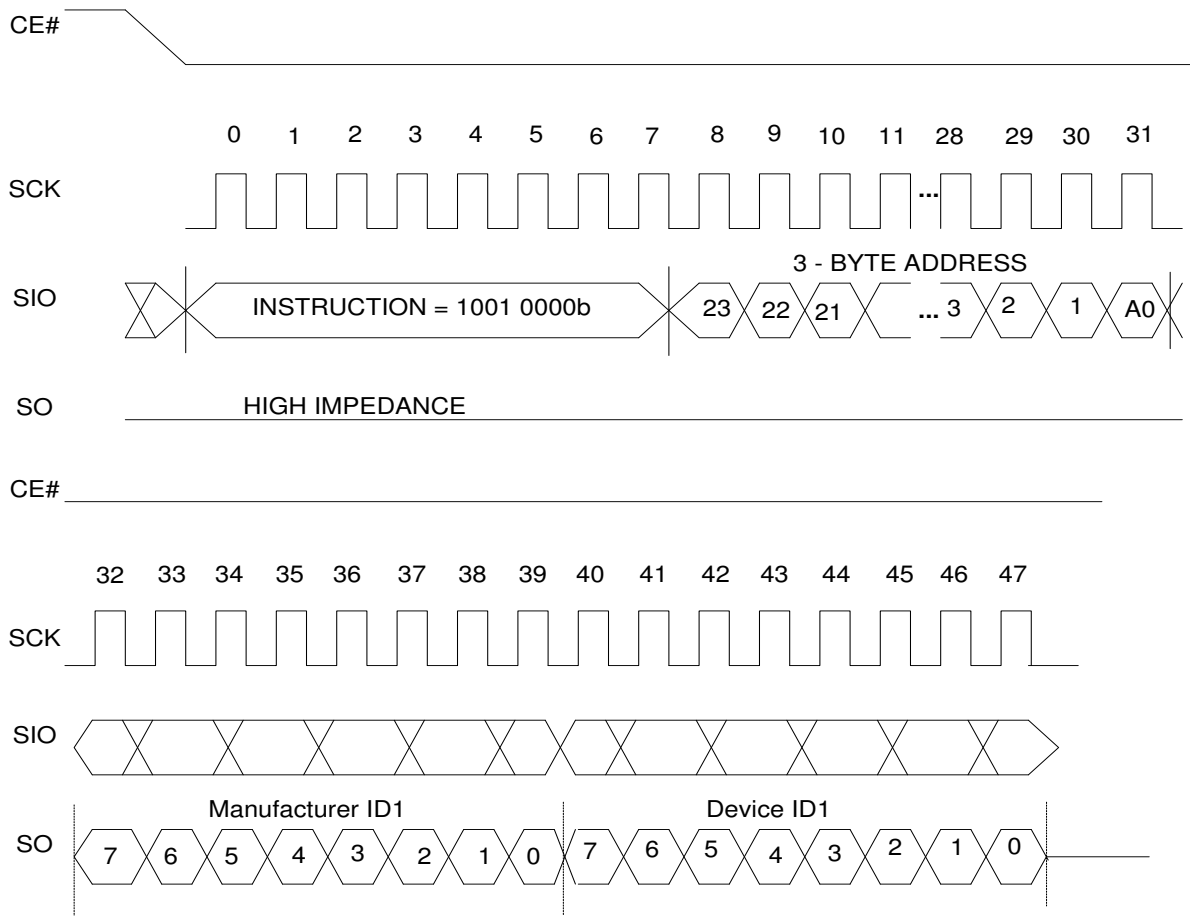 CE#
0 1 2 3 4 5 6 7 8 9 10 11 28 29 30 31
SCK
...
3 - BYTE ADDRESS
SIO
INSTRUCTION = 1001 0000b
23 22 21 ... 3 2 1 A0
SO
HIGH IMPEDANCE
CE#
32 33 34 35 36 37 38 39 40 41 42 43 44 45 46 47
SCK
SIO
Manufacturer ID1 Device ID1
SO
7 6 5 4 3 2 1 0 7 6 5 4 3 2 1 0